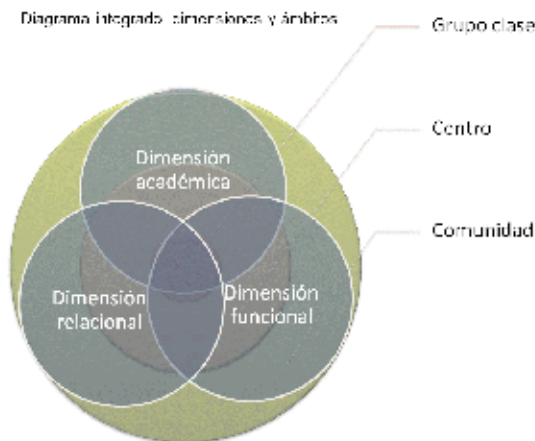 Diagrama integrado: dimensiones y ámbitos
Grupo clase
Centro
Comunidad
Dimensión
académica
Dimensión
relacional
Dimensión
funcional